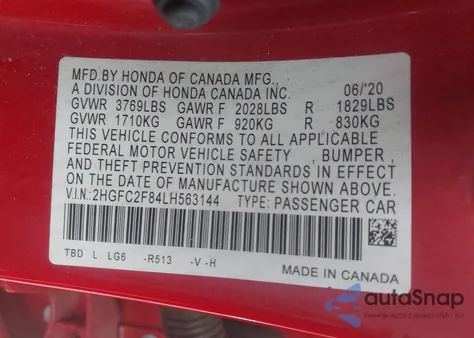 MFD.BY HONDA OF CANADA MFG.,
A DIVISION OF HONDA CANADA INC. 06/'20
GVWR 3769LBS GAWR F 2028LBS R 1829LBS
GVWR 1710KG GAWR F 920KG R 830KG
THIS VEHICLE CONFORMS TO ALL APPLICABLE
FEDERAL MOTOR VEHICLE SAFETY , BUMPER ,
AND THEFT PREVENTION STANDARDS IN EFFECT
ON THE DATE OF MANUFACTURE SHOWN ABOVE.
V.I.N.: 2HGFC2F84LH563144 TYPE: PASSENGER CAR
TBD L LG6 -R513 -V -H
MADE IN CANADA
autoSnap